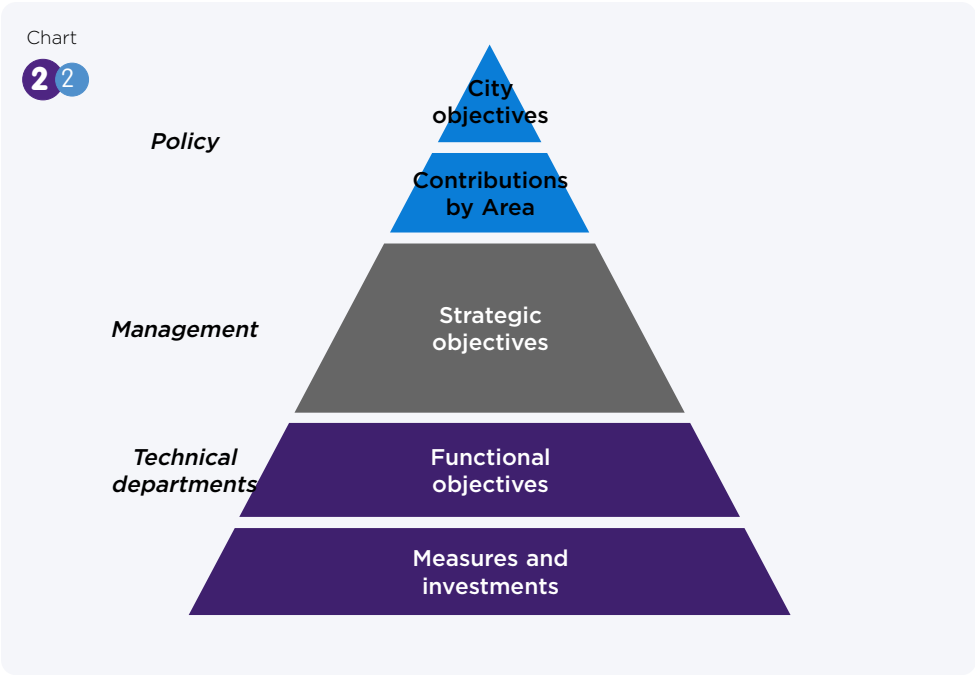 Chart
2 2
City
objectives
Policy
Contributions
by Area
Management
Strategic
objectives
Technical
departments
Functional
objectives
Measures and
investments